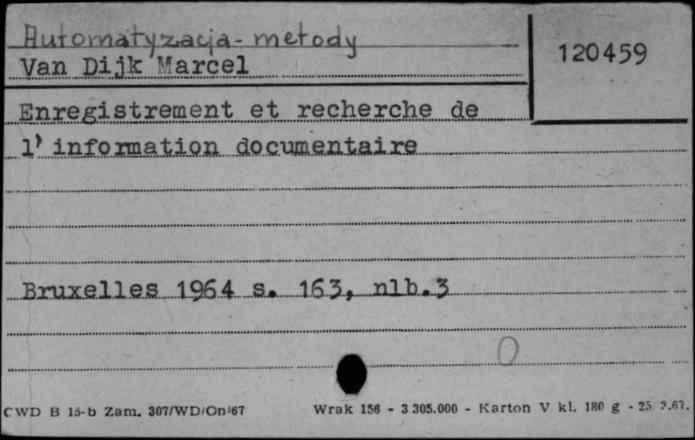 Automatyzacja - metody
120459
Van Dijk Marcel
Enregistrement et recherche de
l' information documentaire
Bruxelles 1964 s. 163, nlb.3
0
CWD B 15-b Zam. 307/WD/On/67 Wrak 156 - 3 305.000 - Karton V kl. 180 g - 25